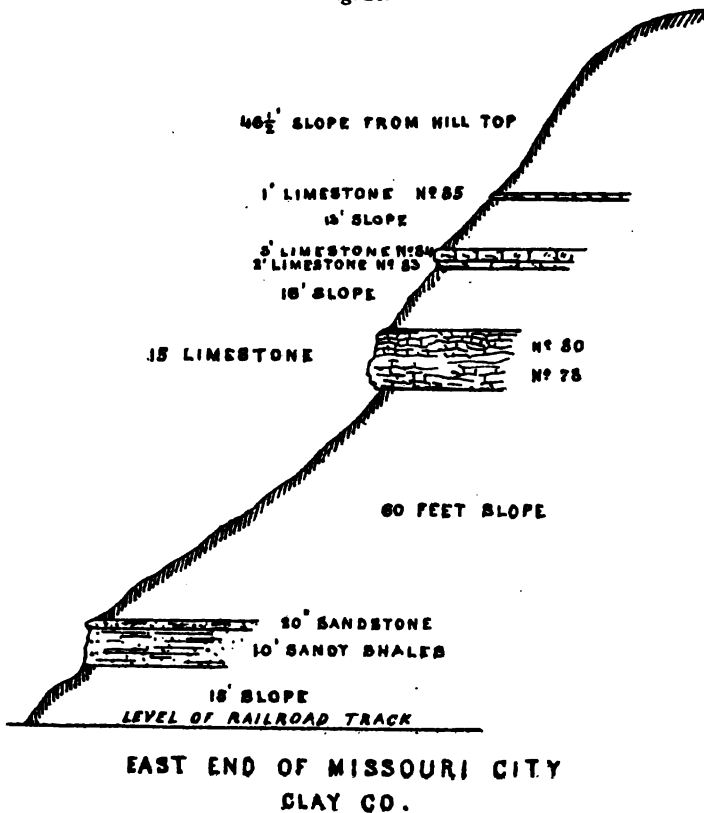 46½' SLOPE FROM HILL TOP
1' LIMESTONE Nº 85
13' SLOPE
3' LIMESTONE Nº 84
2' LIMESTONE Nº 83
16' SLOPE
15 LIMESTONE
Nº 80
Nº 78
60 FEET SLOPE
20" SANDSTONE
10' SANDY SHALES
15' SLOPE
LEVEL OF RAILROAD TRACK
EAST END OF MISSOURI CITY
CLAY CO.